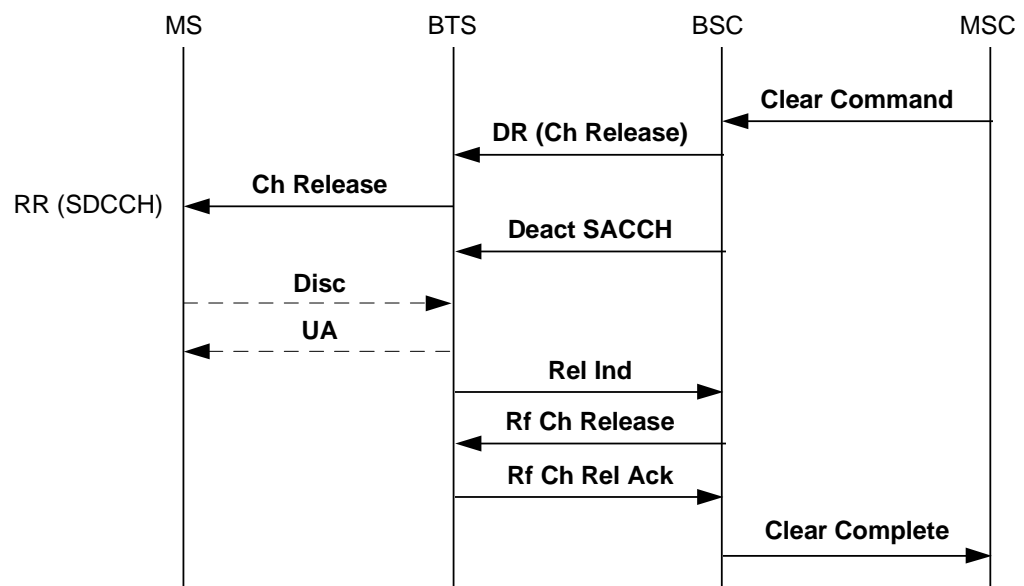 MS
BTS
BSC
MSC
Clear Command
DR (Ch Release)
Ch Release
RR (SDCCH)
Deact SACCH
Disc
UA
Rel Ind
Rf Ch Release
Rf Ch Rel Ack
Clear Complete